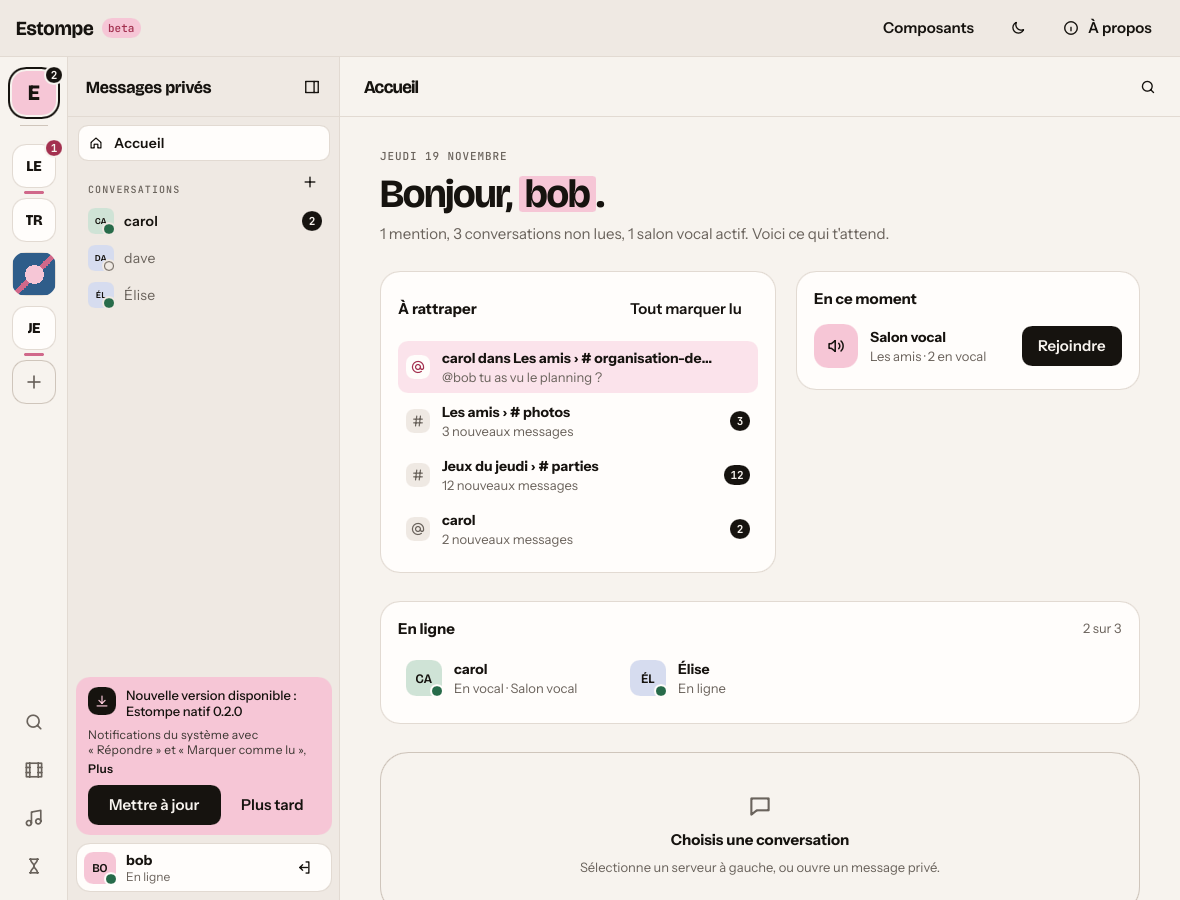 Estompe beta
Composants
À propos
E
2
LE
1
TR
JE
Messages privés
Accueil
CONVERSATIONS
CA
carol
2
DA
dave
ÉL
Élise
Nouvelle version disponible :
Estompe natif 0.2.0
Notifications du système avec
« Répondre » et « Marquer comme lu »,
Plus
Mettre à jour
Plus tard
BO
bob
En ligne
Accueil
JEUDI 19 NOVEMBRE
Bonjour, bob.
1 mention, 3 conversations non lues, 1 salon vocal actif. Voici ce qui t'attend.
À rattraper
Tout marquer lu
carol dans Les amis › # organisation-de…
@bob tu as vu le planning ?
Les amis › # photos
3 nouveaux messages
3
Jeux du jeudi › # parties
12 nouveaux messages
12
carol
2 nouveaux messages
2
En ce moment
Salon vocal
Les amis · 2 en vocal
Rejoindre
En ligne
2 sur 3
CA
carol
En vocal · Salon vocal
ÉL
Élise
En ligne
Choisis une conversation
Sélectionne un serveur à gauche, ou ouvre un message privé.